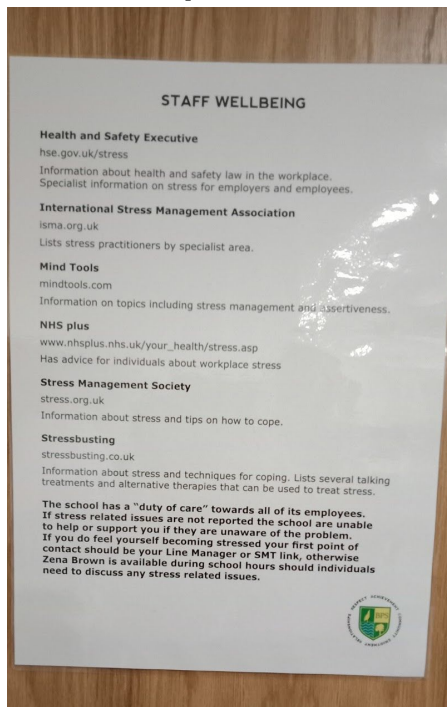 STAFF WELLBEING
Health and Safety Executive
hse.gov.uk/stress
Information about health and safety law in the workplace.
Specialist information on stress for employers and employees.
International Stress Management Association
isma.org.uk
Lists stress practitioners by specialist area.
Mind Tools
mindtools.com
Information on topics including stress management and assertiveness.
NHS plus
www.nhsplus.nhs.uk/your_health/stress.asp
Has advice for individuals about workplace stress
Stress Management Society
stress.org.uk
Information about stress and tips on how to cope.
Stressbusting
stressbusting.co.uk
Information about stress and techniques for coping. Lists several talking
treatments and alternative therapies that can be used to treat stress.
The school has a “duty of care” towards all of its employees.
If stress related issues are not reported the school are unable
to help or support you if they are unaware of the problem.
If you do feel yourself becoming stressed your first point of
contact should be your Line Manager or SMT link, otherwise
Zena Brown is available during school hours should individuals
need to discuss any stress related issues.
RESPECT ACHIEVEMENT COMMUNITY